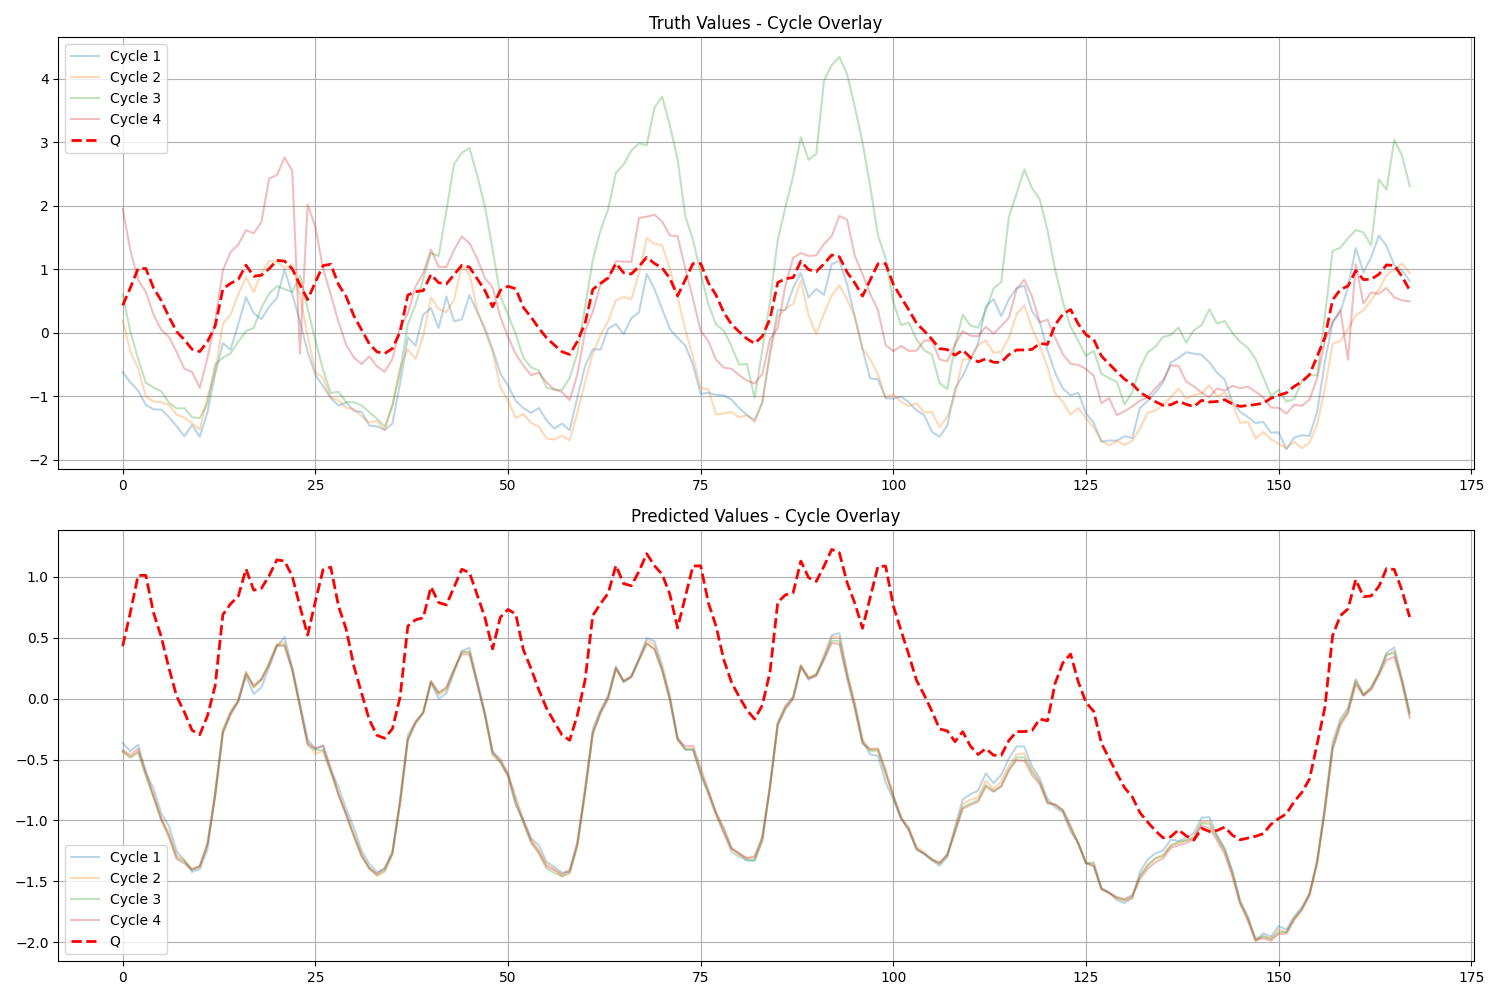 Truth Values - Cycle Overlay
Cycle 1
Cycle 2
Cycle 3
Cycle 4
Q
4
3
2
1
0
−1
−2
0 25 50 75 100 125 150 175
Predicted Values - Cycle Overlay
1.0
0.5
0.0
−0.5
−1.0
−1.5
−2.0
Cycle 1
Cycle 2
Cycle 3
Cycle 4
Q
0 25 50 75 100 125 150 175